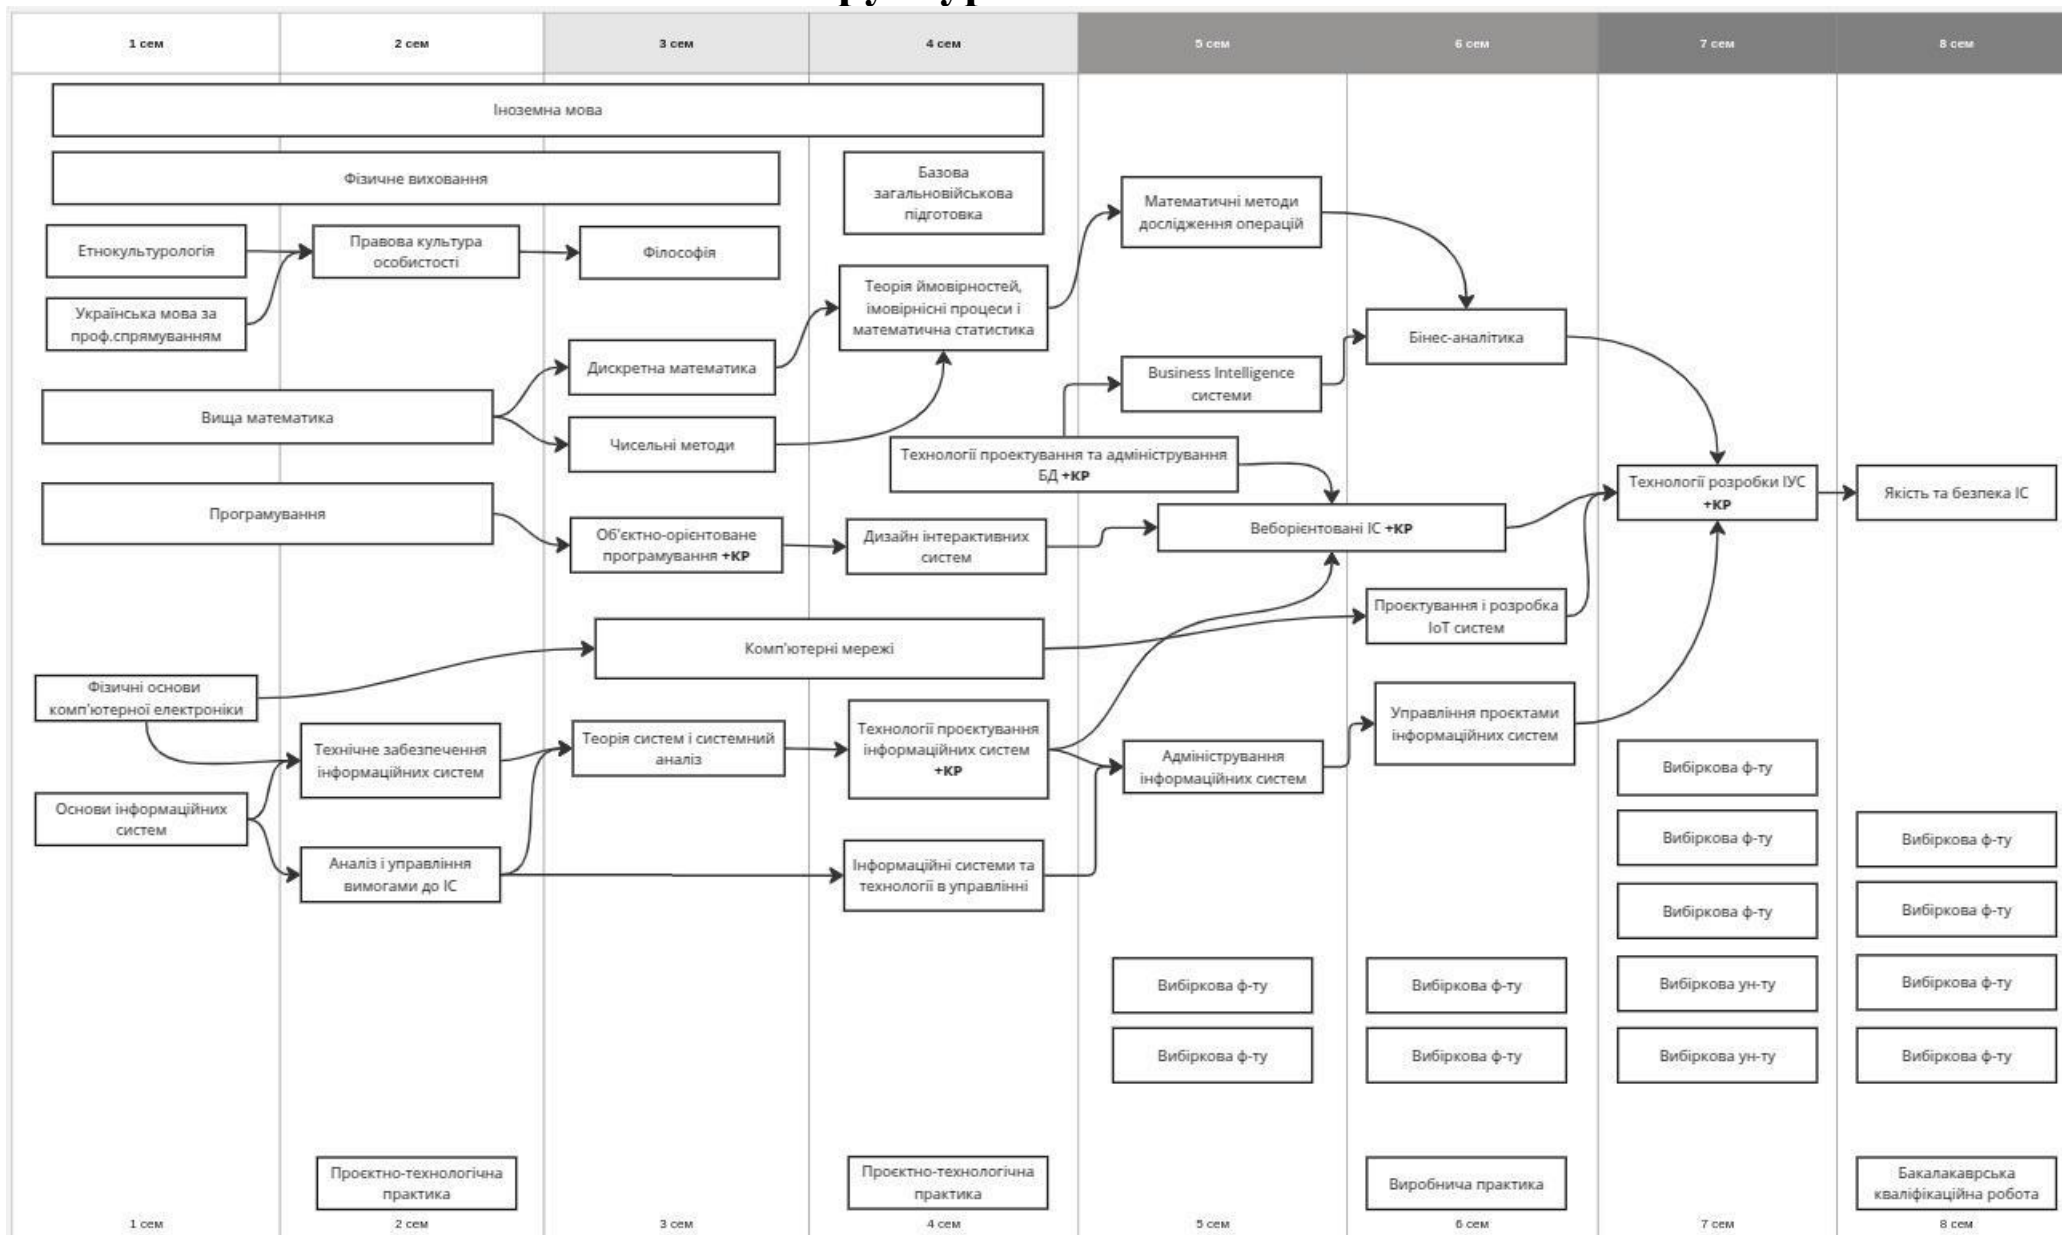 1 сем
2 сем
3 сем
4 сем
5 сем
6 сем
7 сем
8 сем
Іноземна мова
Фізичне виховання
Базова
загальновійськова
підготовка
Математичні методи
дослідження операцій
Етнокультурологія
Правова культура
особистості
Філософія
Українська мова за
проф.спрямуванням
Теорія ймовірностей,
імовірнісні процеси і
математична статистика
Бінес-аналітика
Дискретна математика
Business Intelligence
системи
Вища математика
Чисельні методи
Технології проектування та адміністрування
БД +КР
Технології розробки ІУС
+КР
Якість та безпека ІС
Програмування
Об'єктно-орієнтоване
програмування +КР
Дизайн інтерактивних
систем
Веборієнтовані ІС +КР
Проєктування і розробка
ІоТ систем
Комп'ютерні мережі
Фізичні основи
комп'ютерної електроніки
Технічне забезпечення
інформаційних систем
Теорія систем і системний
аналіз
Технології проєктування
інформаційних систем
+КР
Адміністрування
інформаційних систем
Управління проєктами
інформаційних систем
Вибіркова ф-ту
Основи інформаційних
систем
Аналіз і управління
вимогами до ІС
Інформаційні системи та
технології в управлінні
Вибіркова ф-ту
Вибіркова ф-ту
Вибіркова ф-ту
Вибіркова ф-ту
Вибіркова ф-ту
Вибіркова ф-ту
Вибіркова ун-ту
Вибіркова ф-ту
Вибіркова ф-ту
Вибіркова ф-ту
Вибіркова ун-ту
Вибіркова ф-ту
Проєктно-технологічна
практика
Проєктно-технологічна
практика
Виробнича практика
Бакалакаврська
кваліфікаційна робота
1 сем
2 сем
3 сем
4 сем
5 сем
6 сем
7 сем
8 сем